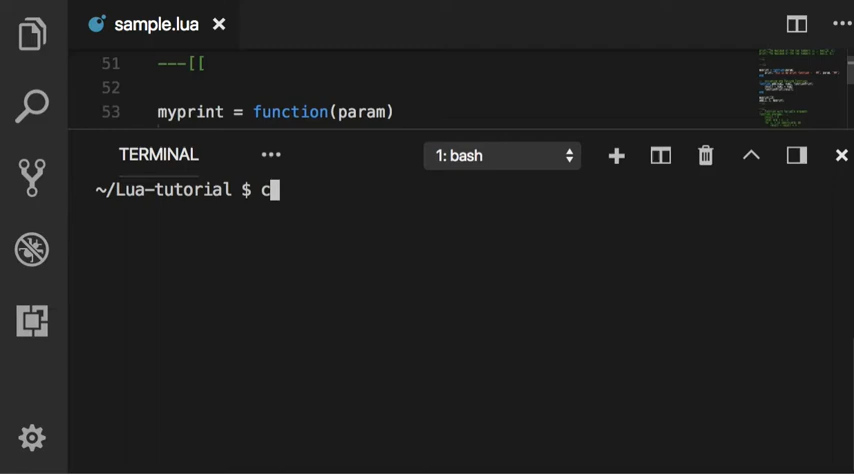 sample.lua
51 ---[[
52
53 myprint = function(param)
TERMINAL
1: bash
~/Lua-tutorial $ c